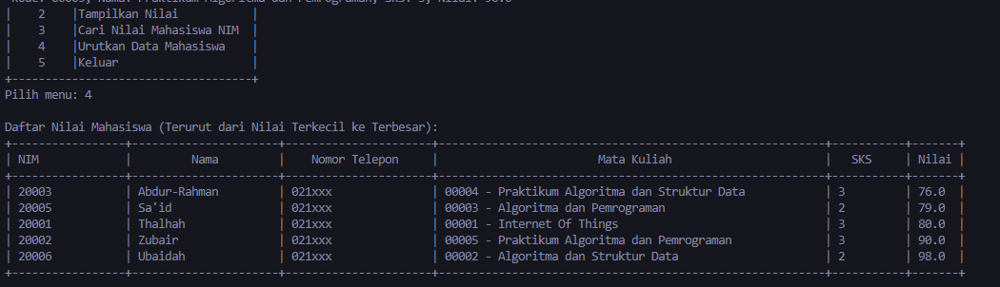 |    2    |Tampilkan Nilai           |
|    3    |Cari Nilai Mahasiswa NIM  |
|    4    |Urutkan Data Mahasiswa    |
|    5    |Keluar                    |
+------------------------------------+
Pilih menu: 4
Daftar Nilai Mahasiswa (Terurut dari Nilai Terkecil ke Terbesar):
| NIM | Nama | Nomor Telepon | Mata Kuliah | SKS | Nilai |
| 20003 | Abdur-Rahman | 021xxx | 00004 - Praktikum Algoritma dan Struktur Data | 3 | 76.0 |
| 20005 | Sa'id | 021xxx | 00003 - Algoritma dan Pemrograman | 2 | 79.0 |
| 20001 | Thalhah | 021xxx | 00001 - Internet Of Things | 3 | 80.0 |
| 20002 | Zubair | 021xxx | 00005 - Praktikum Algoritma dan Pemrograman | 3 | 90.0 |
| 20006 | Ubaidah | 021xxx | 00002 - Algoritma dan Struktur Data | 2 | 98.0 |